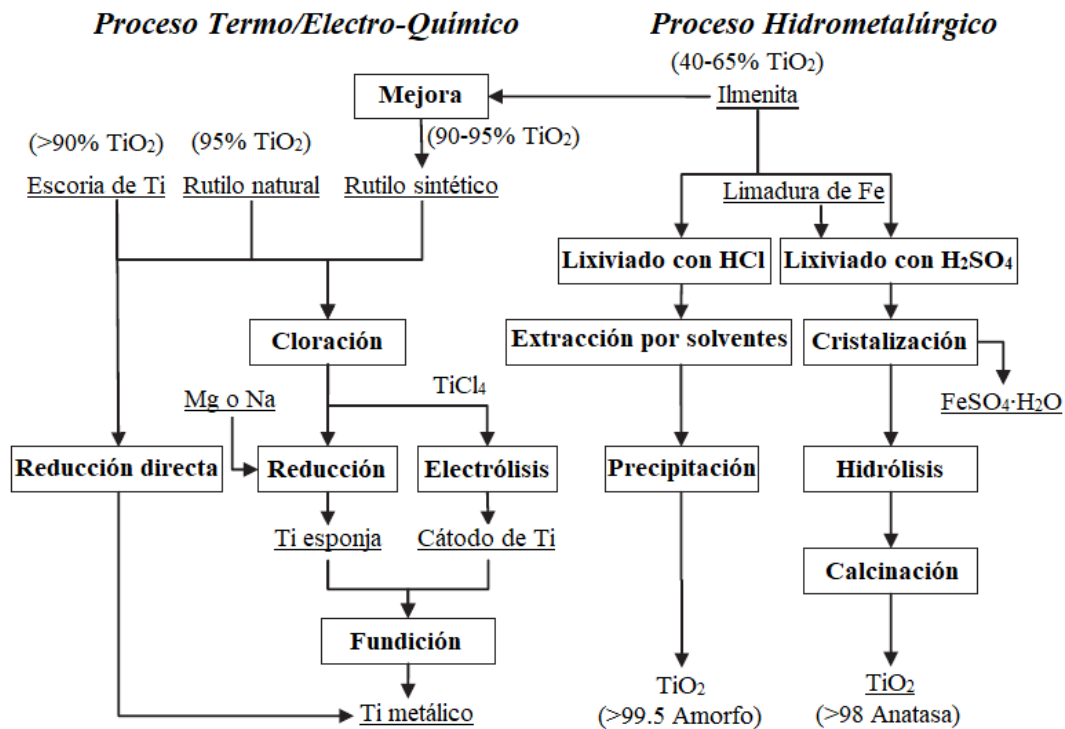 Proceso Termo/Electro-Químico
Proceso Hidrometalúrgico
(40-65% TiO₂)
Ilmenita
Mejora
(>90% TiO₂)
(95% TiO₂)
(90-95% TiO₂)
Escoria de Ti
Rutilo natural
Rutilo sintético
Limadura de Fe
Lixiviado con HCl
Lixiviado con H₂SO₄
Cloración
Extracción por solventes
Cristalización
TiCl₄
Mg o Na
FeSO₄·H₂O
Reducción directa
Reducción
Electrólisis
Precipitación
Hidrólisis
Ti esponja
Cátodo de Ti
Calcinación
Fundición
TiO₂
(>99.5 Amorfo)
TiO₂
(>98 Anatasa)
Ti metálico